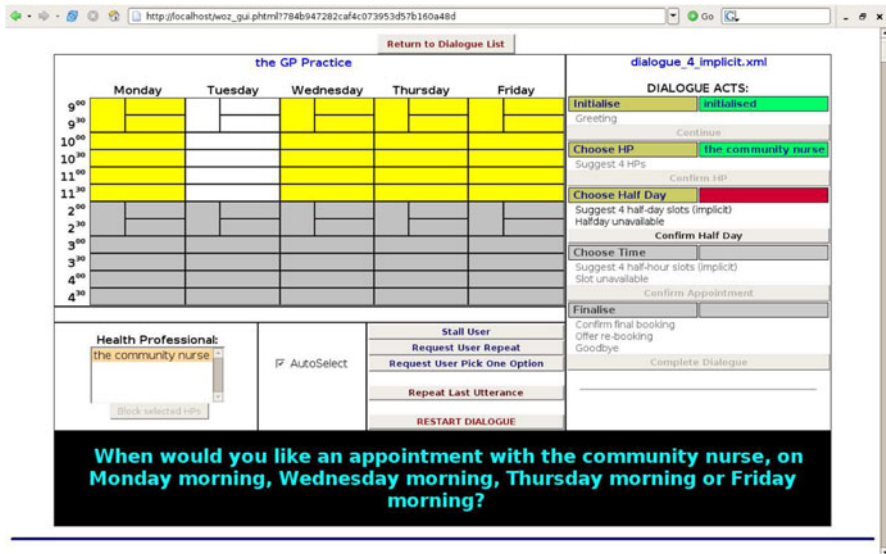 http://localhost/woz_gui.phtml?784b947282caf4c073953d57b160a48d
Go
G
Return to Dialogue List
the GP Practice
Monday Tuesday Wednesday Thursday Friday
9⁰⁰
9³⁰
10⁰⁰
10³⁰
11⁰⁰
11³⁰
2⁰⁰
2³⁰
3⁰⁰
3³⁰
4⁰⁰
4³⁰
Health Professional:
the community nurse
Block selected HPs
AutoSelect
Stall User
Request User Repeat
Request User Pick One Option
Repeat Last Utterance
RESTART DIALOGUE
dialogue_4_implicit.xml
DIALOGUE ACTS:
Initialise initialised
Greeting
Continue
Choose HP the community nurse
Suggest 4 HPs
Confirm HP
Choose Half Day
Suggest 4 half-day slots (implicit)
Halfday unavailable
Confirm Half Day
Choose Time
Suggest 4 half-hour slots (implicit)
Slot unavailable
Confirm Appointment
Finalise
Confirm final booking
Offer re-booking
Goodbye
Complete Dialogue
When would you like an appointment with the community nurse, on
Monday morning, Wednesday morning, Thursday morning or Friday
morning?